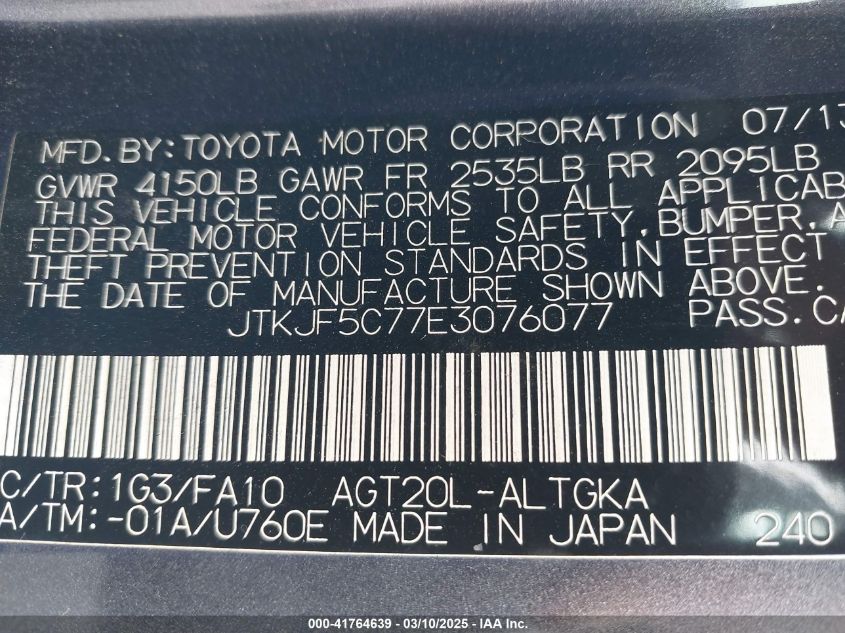 MFD. BY: TOYOTA MOTOR CORPORATION 07/13
GVWR 4150LB GAWR FR 2535LB RR 2095LB
THIS VEHICLE CONFORMS TO ALL APPLICAB
FEDERAL MOTOR VEHICLE SAFETY, BUMPER, A
THEFT PREVENTION STANDARDS IN EFFECT
THE DATE OF MANUFACTURE SHOWN ABOVE.
JTKJF5C77E3076077 PASS. CA
C/TR: 1G3/FA10 AGT20L-ALTGKA
A/TM: -01A/U760E MADE IN JAPAN 240
000-41764639 - 03/10/2025 - IAA Inc.